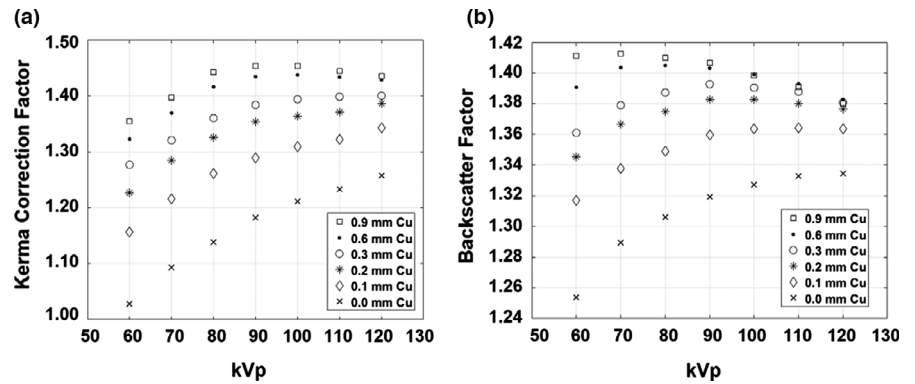 (a)
Kerma Correction Factor
1.50
1.40
1.30
1.20
1.10
1.00
50 60 70 80 90 100 110 120 130
kVp
0.9 mm Cu
0.6 mm Cu
0.3 mm Cu
0.2 mm Cu
0.1 mm Cu
0.0 mm Cu
(b)
Backscatter Factor
1.42
1.40
1.38
1.36
1.34
1.32
1.30
1.28
1.26
1.24
50 60 70 80 90 100 110 120 130
kVp
0.9 mm Cu
0.6 mm Cu
0.3 mm Cu
0.2 mm Cu
0.1 mm Cu
0.0 mm Cu